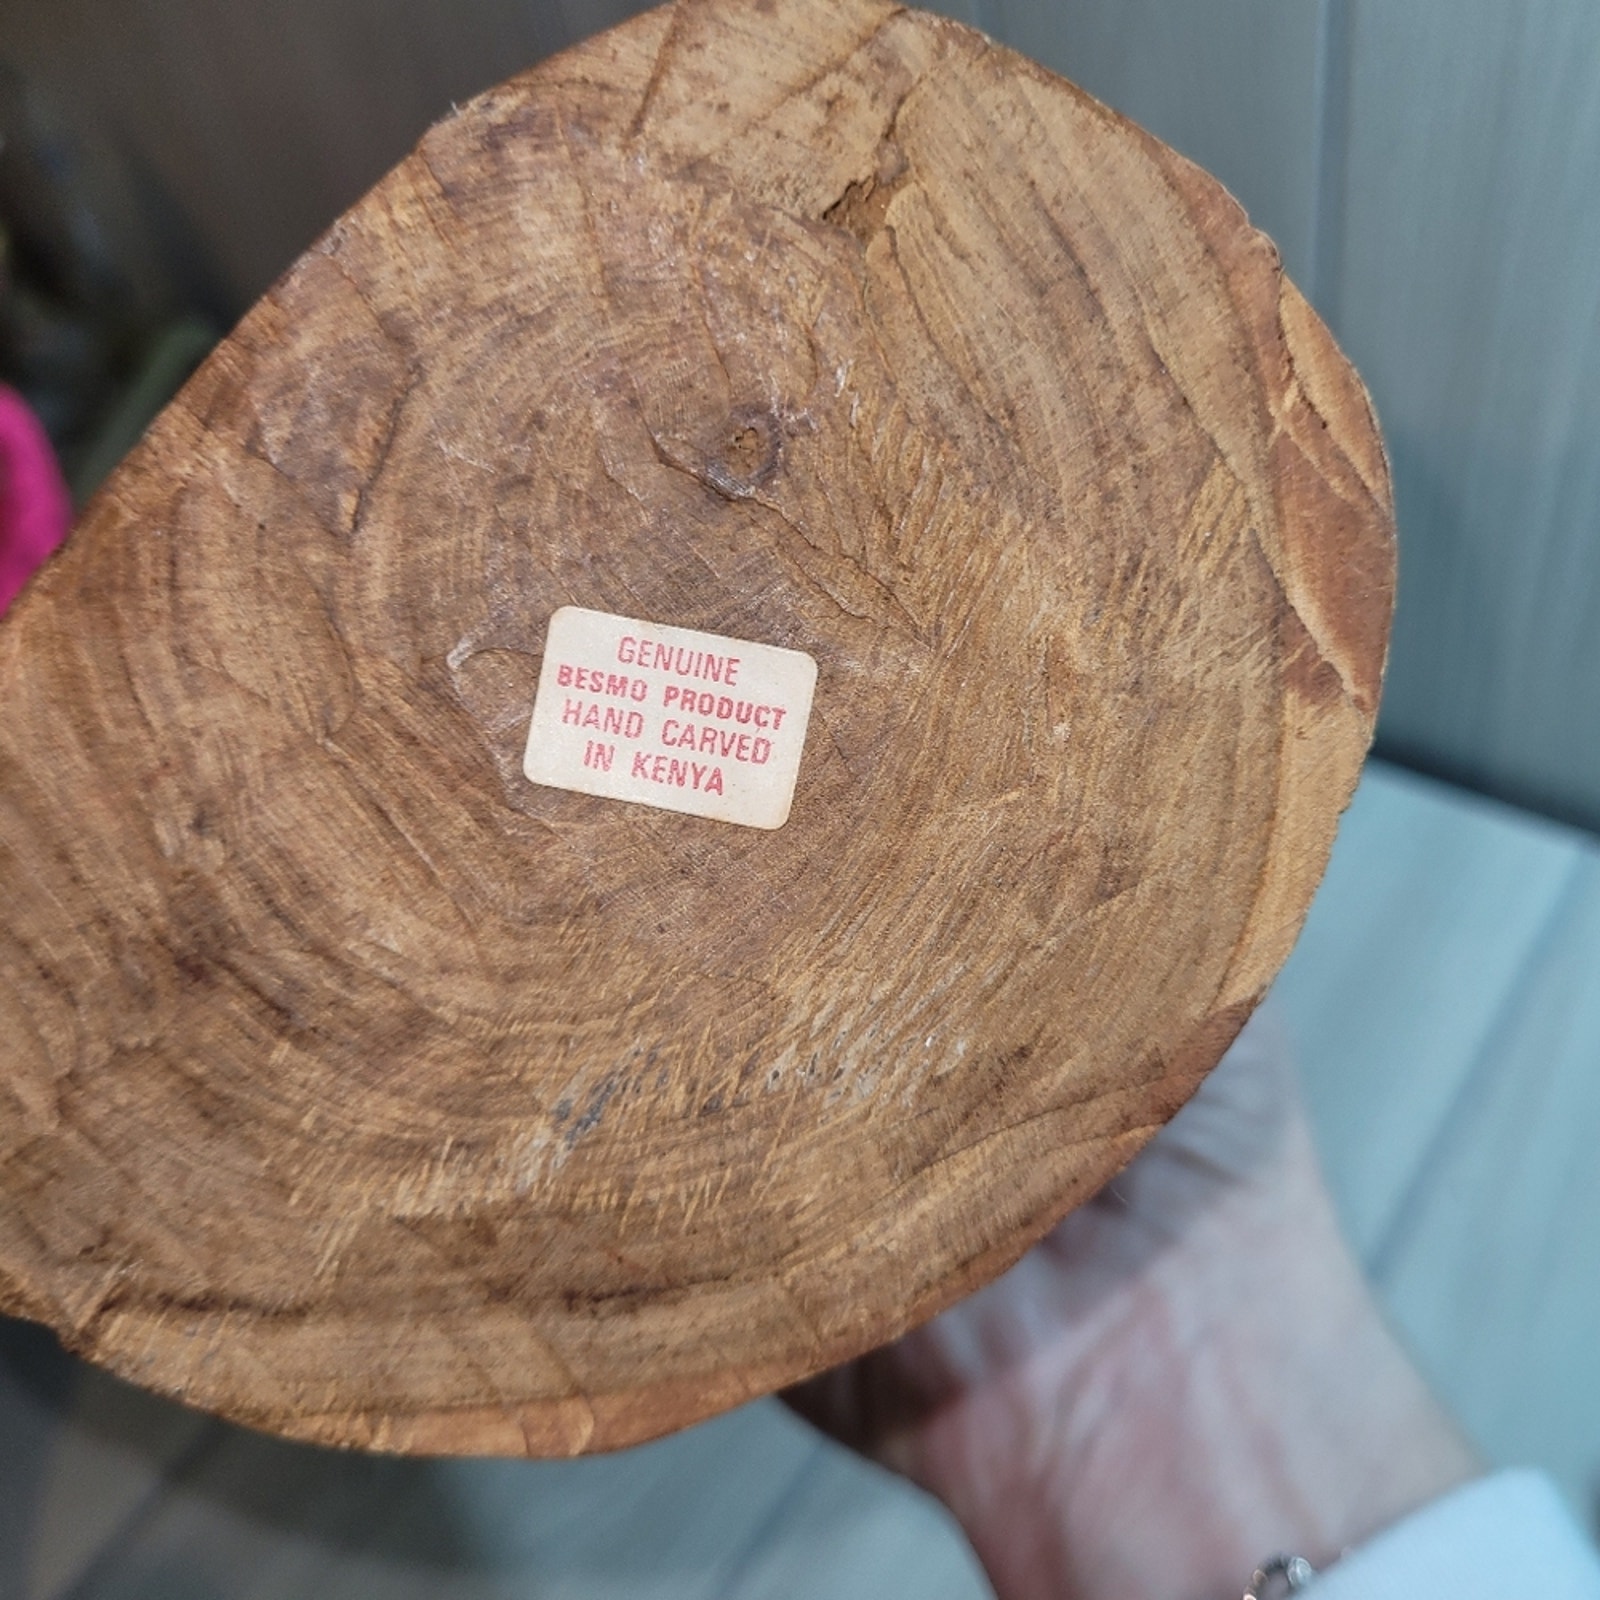 GENUINE
BESMO PRODUCT
HAND CARVED
IN KENYA